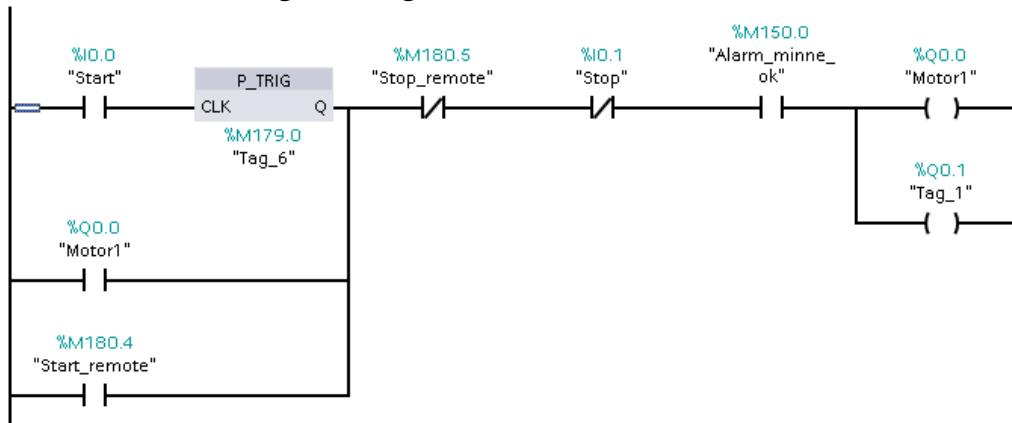 %I0.0
"Start"
P_TRIG
CLK Q
%M179.0
"Tag_6"
%M180.5
"Stop_remote"
%I0.1
"Stop"
%M150.0
"Alarm_minne_
ok"
%Q0.0
"Motor1"
%Q0.1
"Tag_1"
%Q0.0
"Motor1"
%M180.4
"Start_remote"